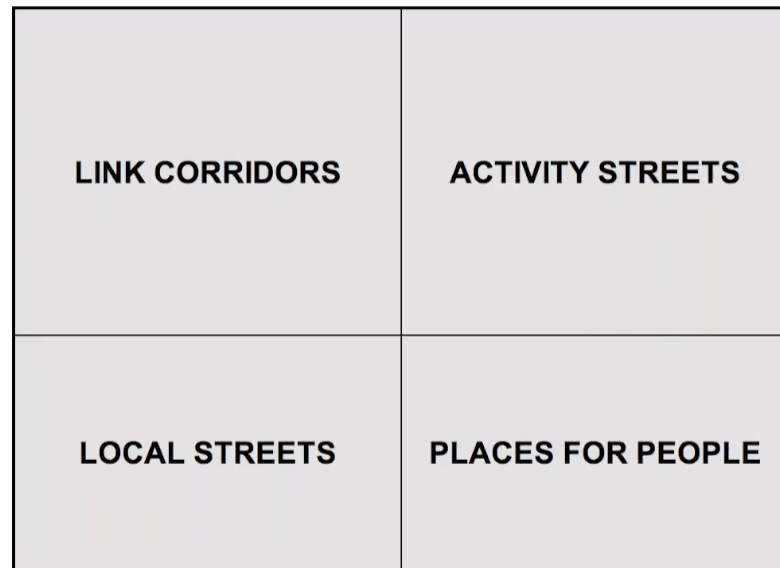 LINK CORRIDORS
ACTIVITY STREETS
LOCAL STREETS
PLACES FOR PEOPLE